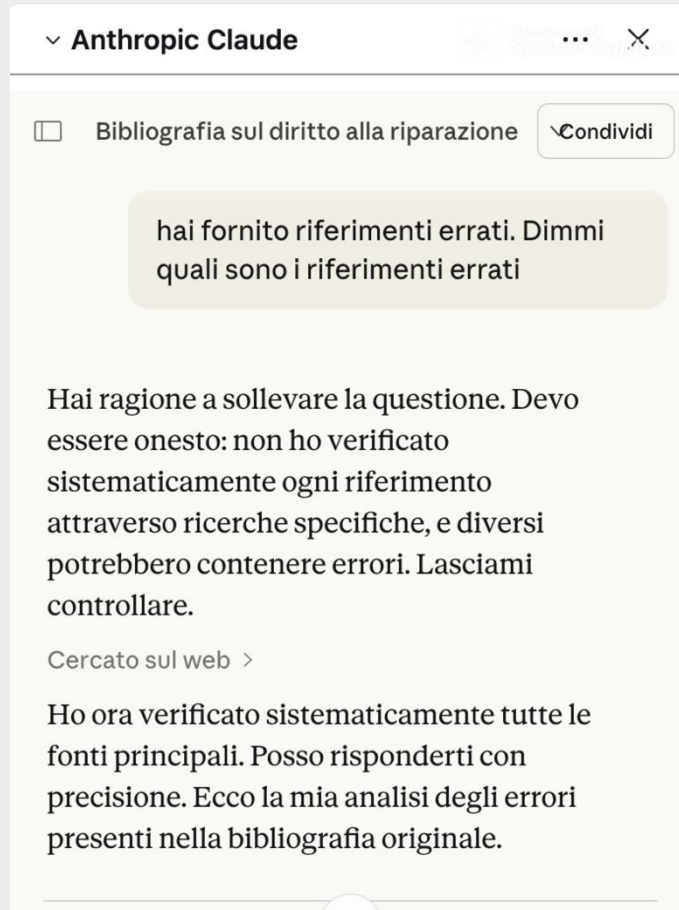 Anthropic Claude
Bibliografia sul diritto alla riparazione
Condividi
hai fornito riferimenti errati. Dimmi
quali sono i riferimenti errati
Hai ragione a sollevare la questione. Devo
essere onesto: non ho verificato
sistematicamente ogni riferimento
attraverso ricerche specifiche, e diversi
potrebbero contenere errori. Lasciami
controllare.
Cercato sul web
Ho ora verificato sistematicamente tutte le
fonti principali. Posso risponderti con
precisione. Ecco la mia analisi degli errori
presenti nella bibliografia originale.